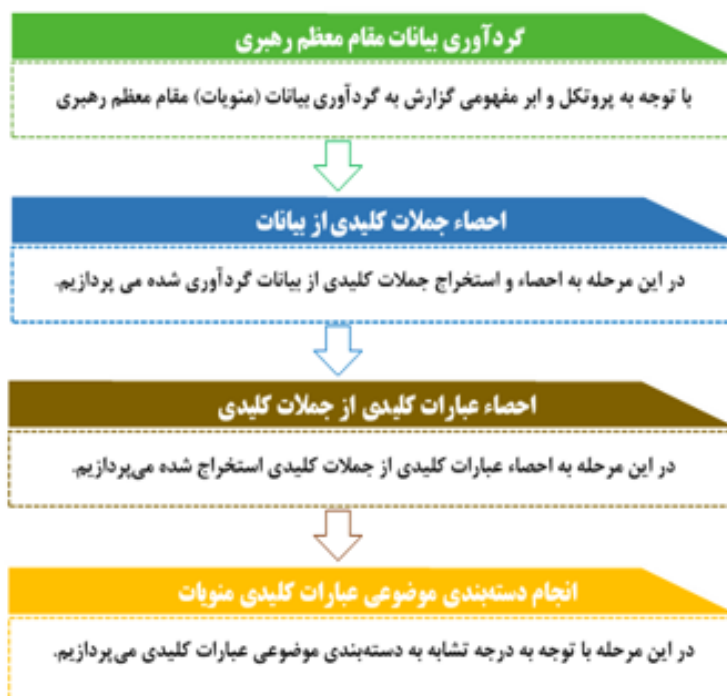 گردآوری بیانات مقام معظم رهبری
با توجه به پروتکل و ابر مفهومی گزارش به گردآوری بیانات (منویات) مقام معظم رهبری
احصاء جملات کلیدی از بیانات
در این مرحله به احصاء و استخراج جملات کلیدی از بیانات گردآوری شده می پردازیم.
احصاء عبارات کلیدی از جملات کلیدی
در این مرحله به احصاء عبارات کلیدی از جملات کلیدی استخراج شده می‌پردازیم.
انجام دسته‌بندی موضوعی عبارات کلیدی منویات
در این مرحله با توجه به درجه تشابه به دسته‌بندی موضوعی عبارات کلیدی می‌پردازیم.